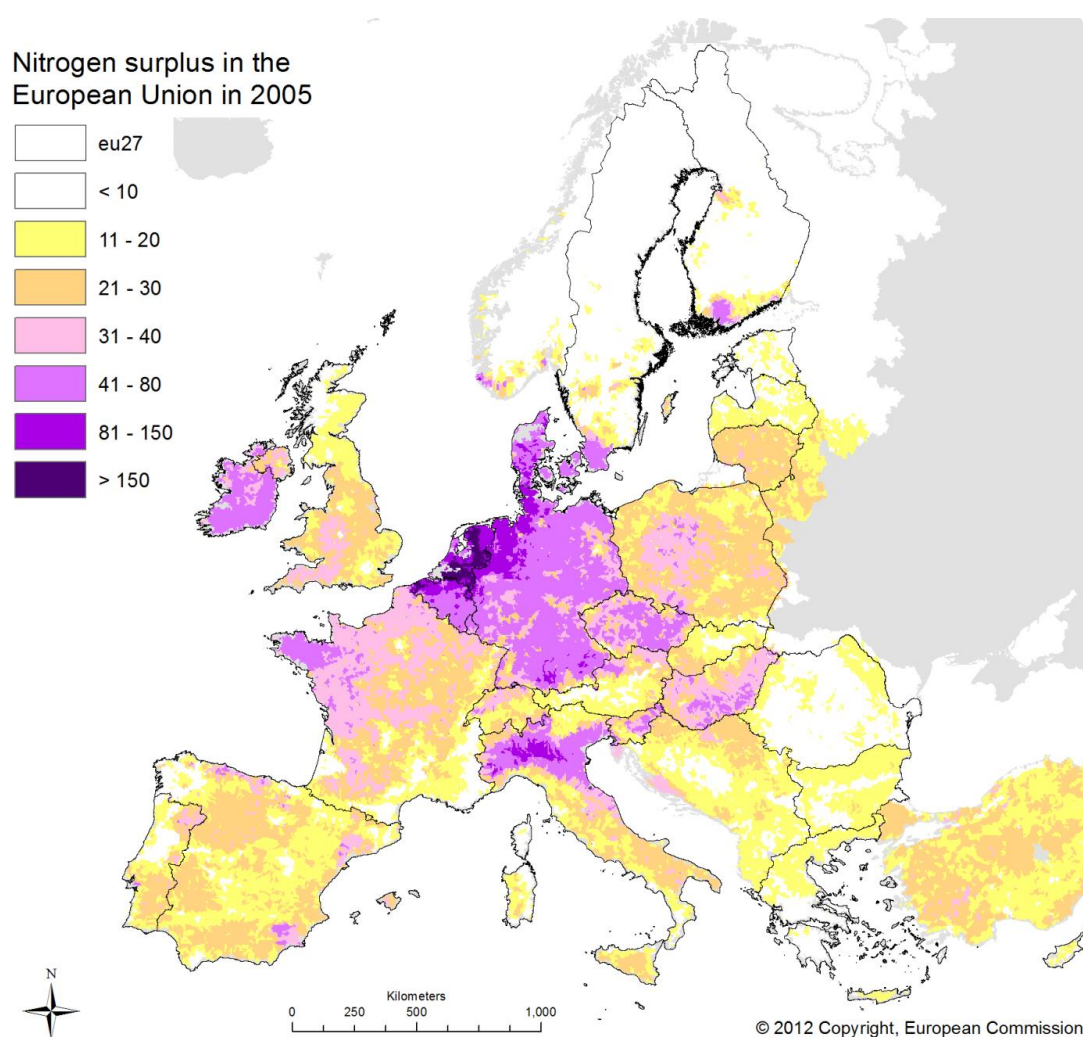 Nitrogen surplus in the
European Union in 2005
eu27
< 10
11 - 20
21 - 30
31 - 40
41 - 80
81 - 150
> 150
N
Kilometers
0 250 500 1,000
© 2012 Copyright, European Commission